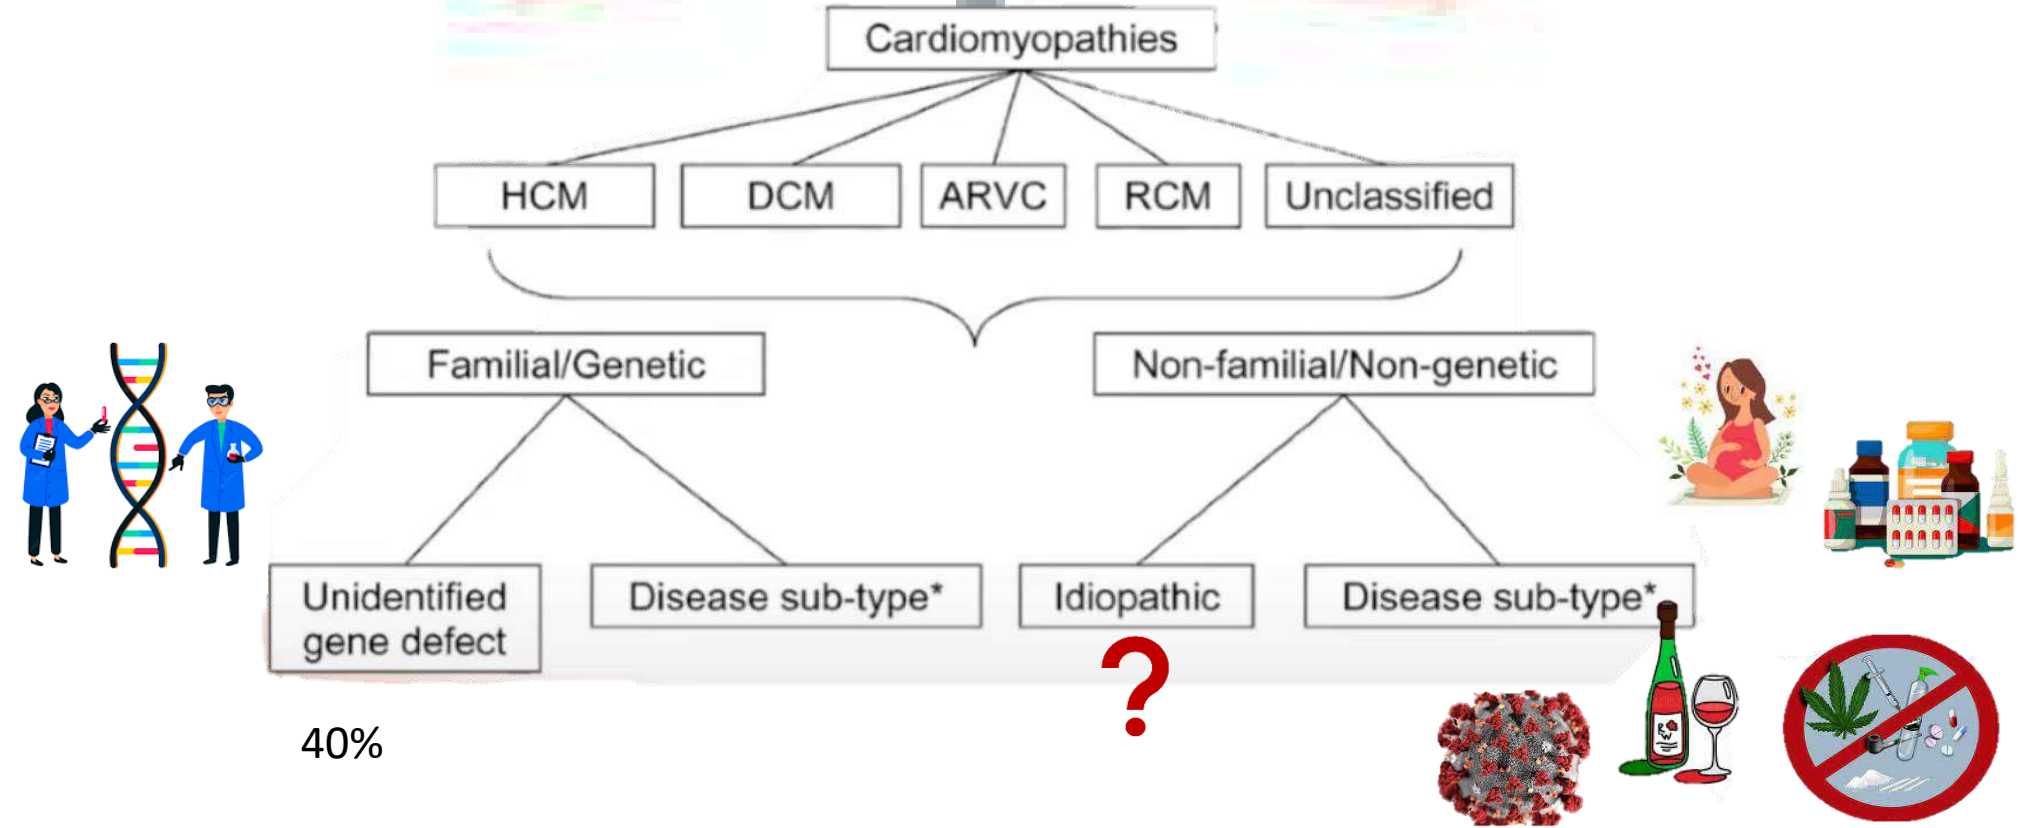 Cardiomyopathies
HCM
DCM
ARVC
RCM
Unclassified
Familial/Genetic
Non-familial/Non-genetic
Unidentified
gene defect
Disease sub-type*
Idiopathic
Disease sub-type*
?
40%